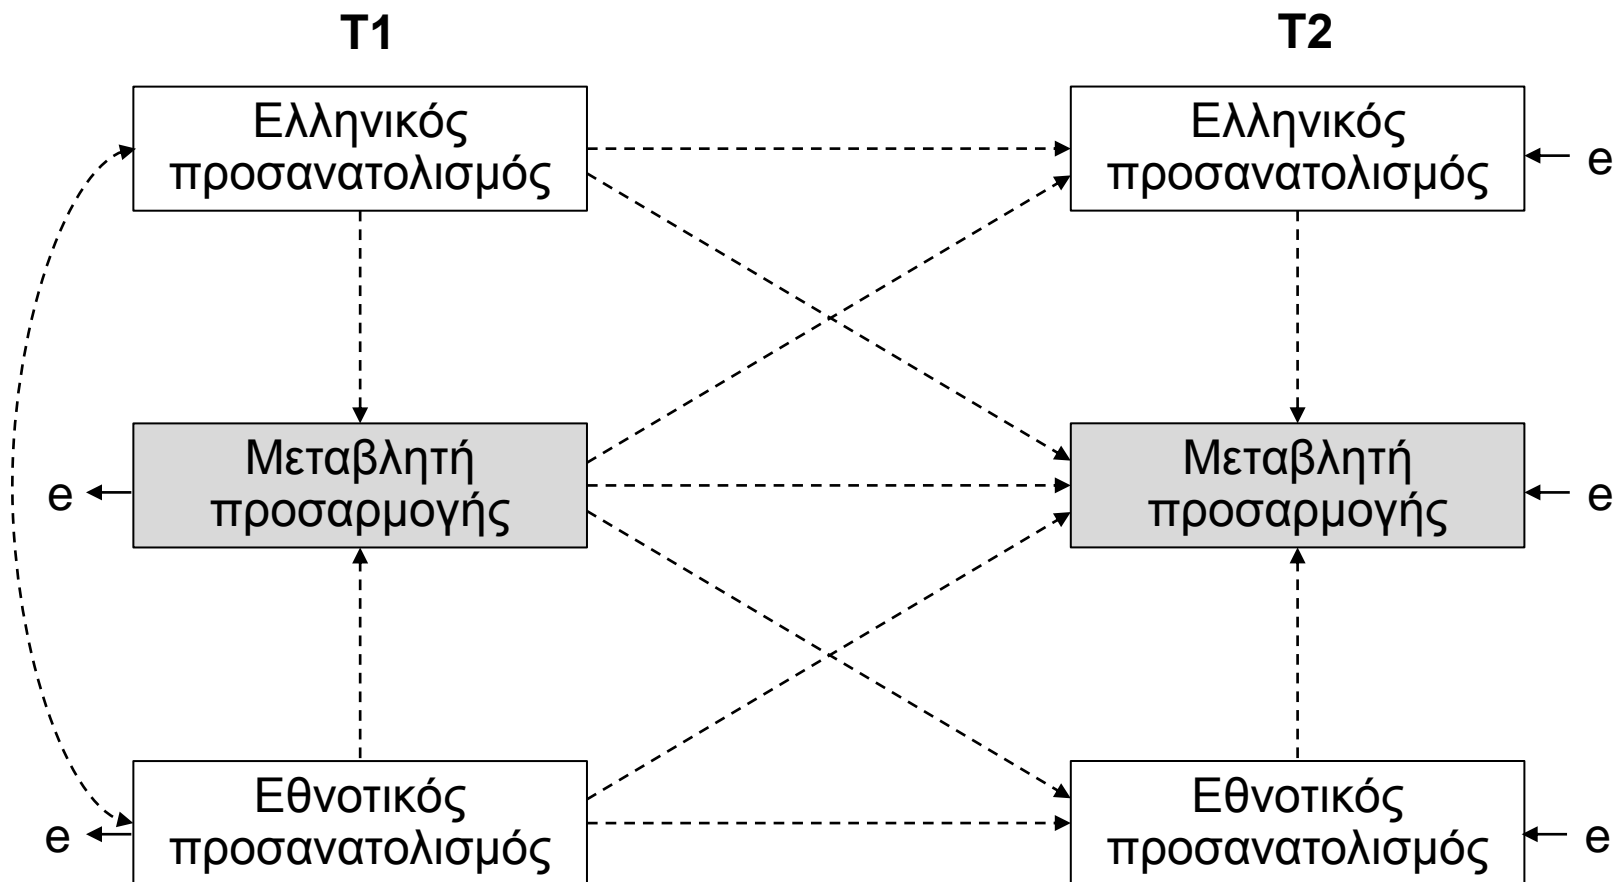 T1
T2
Ελληνικός
προσανατολισμός
Ελληνικός
προσανατολισμός
e
Μεταβλητή
προσαρμογής
e
Μεταβλητή
προσαρμογής
e
Εθνοτικός
προσανατολισμός
e
Εθνοτικός
προσανατολισμός
e